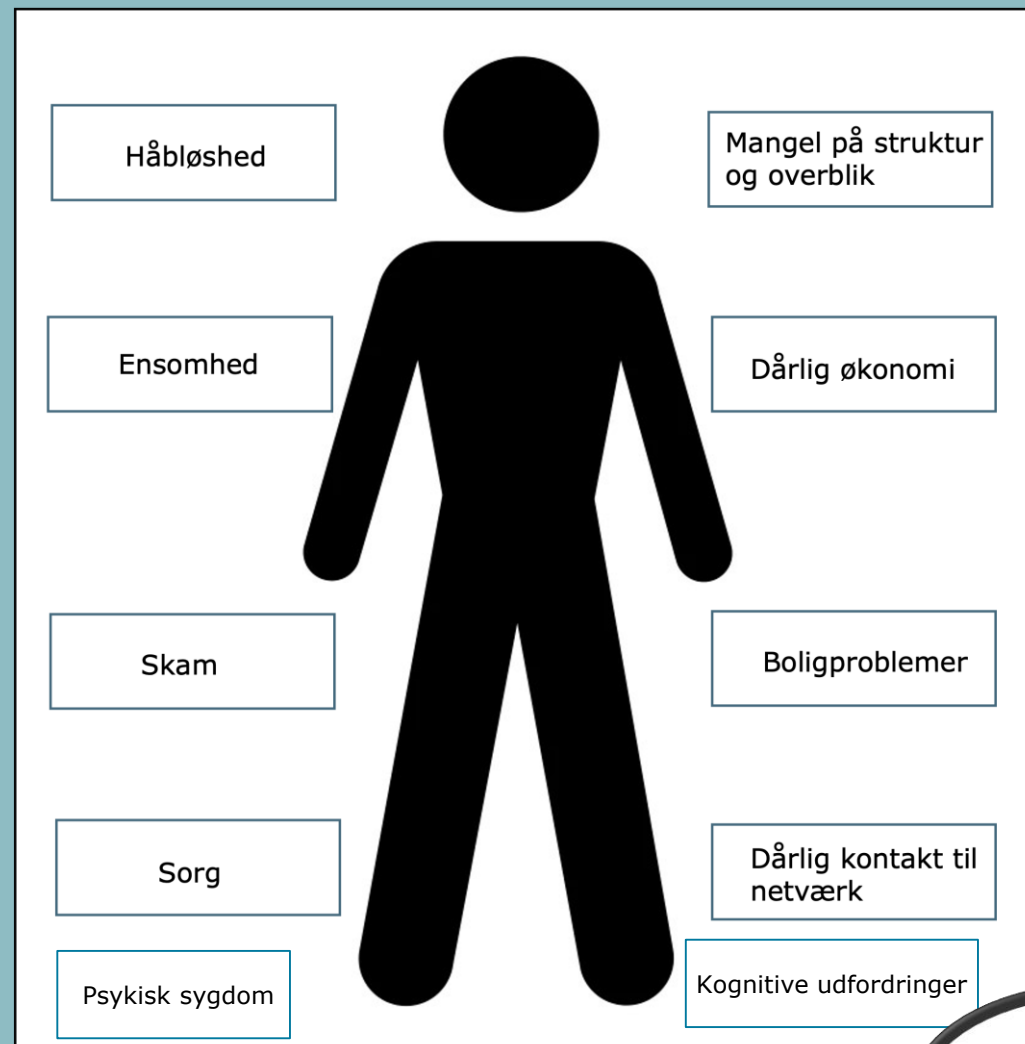 Håbløshed
Mangel på struktur
og overblik
Ensomhed
Dårlig økonomi
Skam
Boligproblemer
Sorg
Dårlig kontakt til
netværk
Psykisk sygdom
Kognitive udfordringer